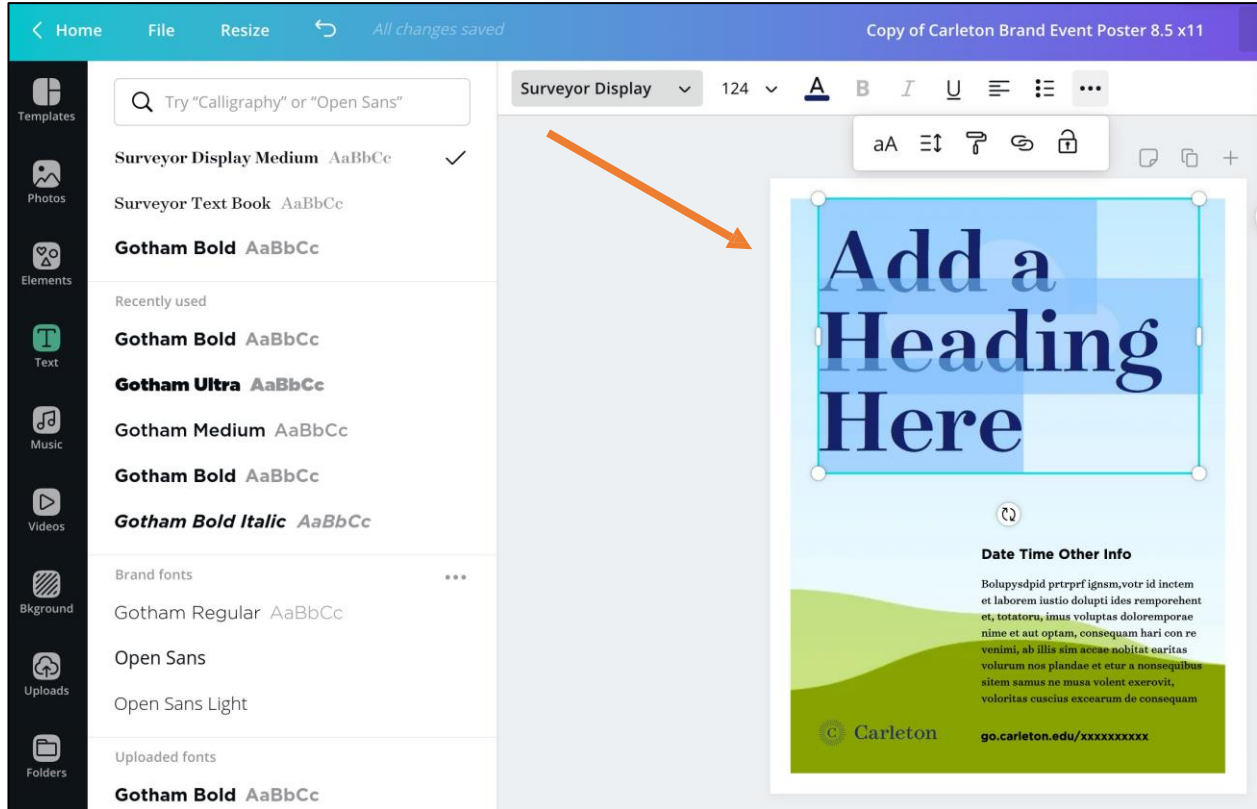 Home File Resize All changes saved Copy of Carleton Brand Event Poster 8.5 x11
Templates
Photos
Elements
Text
Music
Videos
Bkground
Uploads
Folders
Try “Calligraphy” or “Open Sans”
Surveyor Display Medium AaBbCc
Surveyor Text Book AaBbCc
Gotham Bold AaBbCc
Recently used
Gotham Bold AaBbCc
Gotham Ultra AaBbCc
Gotham Medium AaBbCc
Gotham Bold AaBbCc
Gotham Bold Italic AaBbCc
Brand fonts
Gotham Regular AaBbCc
Open Sans
Open Sans Light
Uploaded fonts
Gotham Bold AaBbCc
Surveyor Display 124 A B I U
aA
Add a
Heading
Here
Date Time Other Info
Bolupysdpid prtrprf ignsm,votr id inctem
et laborem iustio dolupti ides remporehent
et, totatoru, imus voluptas doloremporae
nime et aut optam, consequam hari con re
venimi, ab illis sim accae nobitat earitas
volurum nos plandae et etur a nonsequibus
sitem samus ne musa volent exerovit,
voloritas cuscius excearum de consequam
C Carleton
go.carleton.edu/xxxxxxxxxx